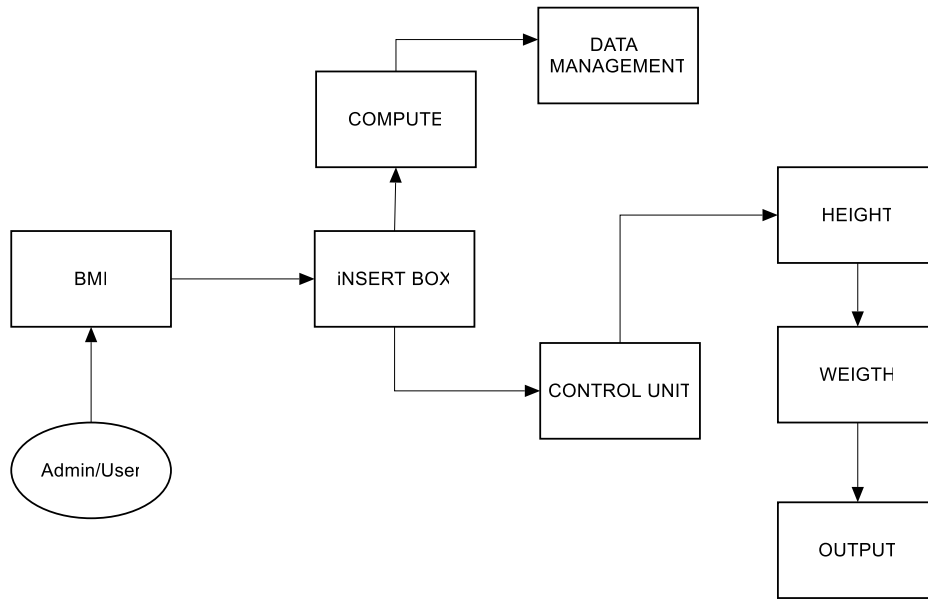 DATA
MANAGEMENT
COMPUTE
HEIGHT
BMI
iNSERT BOX
WEIGTH
CONTROL UNIT
Admin/User
OUTPUT